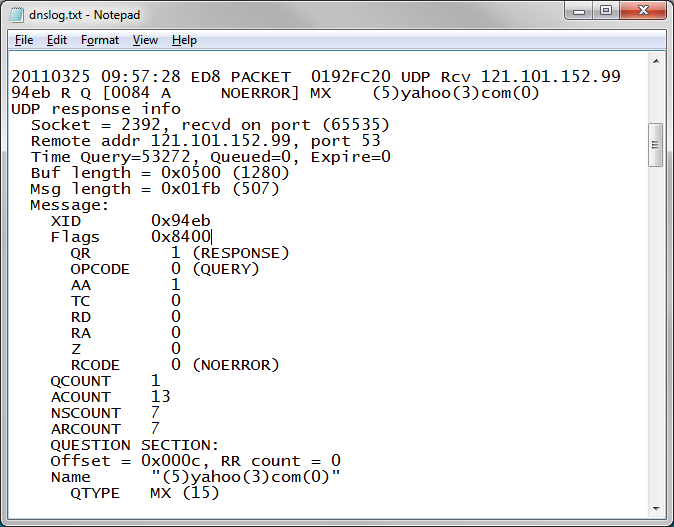 dnslog.txt - Notepad
File Edit Format View Help
20110325 09:57:28 ED8 PACKET  0192FC20 UDP Rcv 121.101.152.99
94eb R Q [0084 A     NOERROR] MX    (5)yahoo(3)com(0)
UDP response info
  Socket = 2392, recvd on port (65535)
  Remote addr 121.101.152.99, port 53
  Time Query=53272, Queued=0, Expire=0
  Buf length = 0x0500 (1280)
  Msg length = 0x01fb (507)
  Message:
    XID       0x94eb
    Flags     0x8400
      QR        1 (RESPONSE)
      OPCODE    0 (QUERY)
      AA        1
      TC        0
      RD        0
      RA        0
      Z         0
      RCODE     0 (NOERROR)
    QCOUNT    1
    ACOUNT    13
    NSCOUNT   7
    ARCOUNT   7
    QUESTION SECTION:
    Offset = 0x000c, RR count = 0
    Name      "(5)yahoo(3)com(0)"
      QTYPE   MX (15)